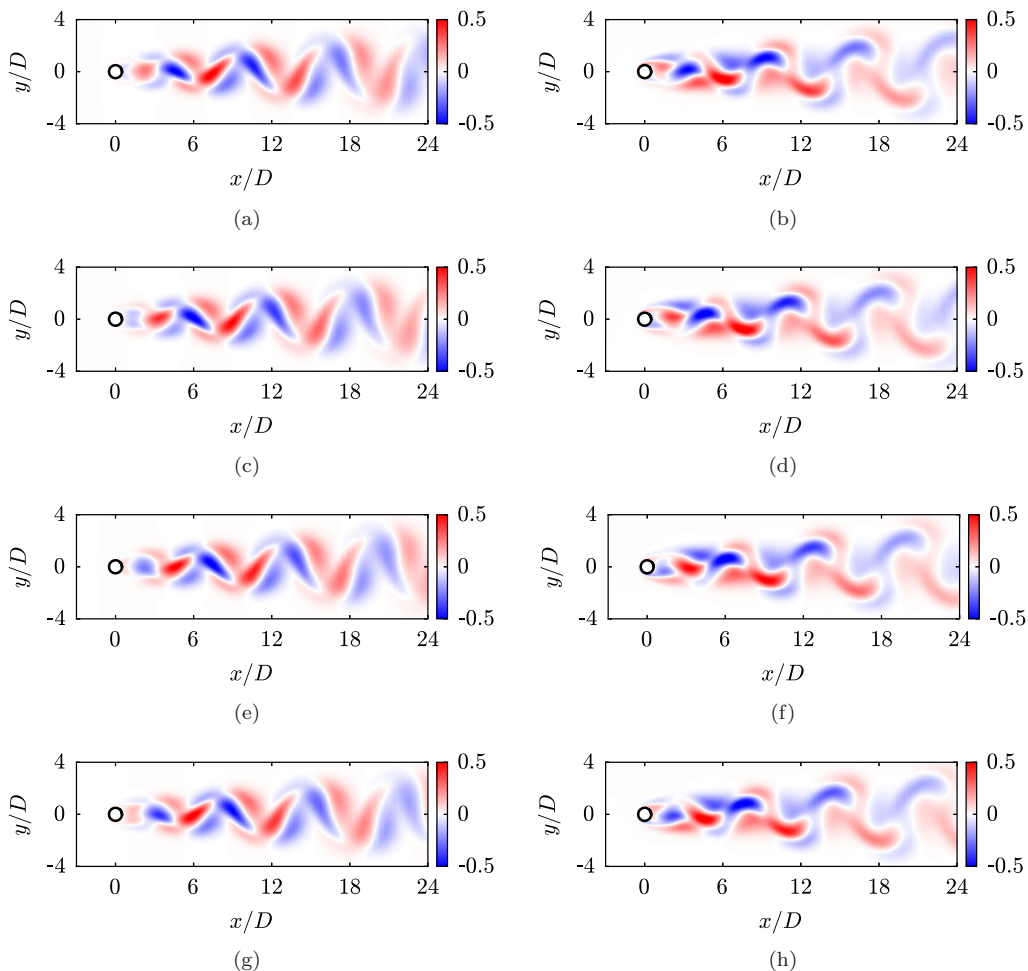 4 0.5 4 0.5
y/D 0 0 y/D 0 0
-4 -0.5 -4 -0.5
0 6 12 18 24 0 6 12 18 24
x/D x/D
(a) (b)
4 0.5 4 0.5
y/D 0 0 y/D 0 0
-4 -0.5 -4 -0.5
0 6 12 18 24 0 6 12 18 24
x/D x/D
(c) (d)
4 0.5 4 0.5
y/D 0 0 y/D 0 0
-4 -0.5 -4 -0.5
0 6 12 18 24 0 6 12 18 24
x/D x/D
(e) (f)
4 0.5 4 0.5
y/D 0 0 y/D 0 0
-4 -0.5 -4 -0.5
0 6 12 18 24 0 6 12 18 24
x/D x/D
(g) (h)